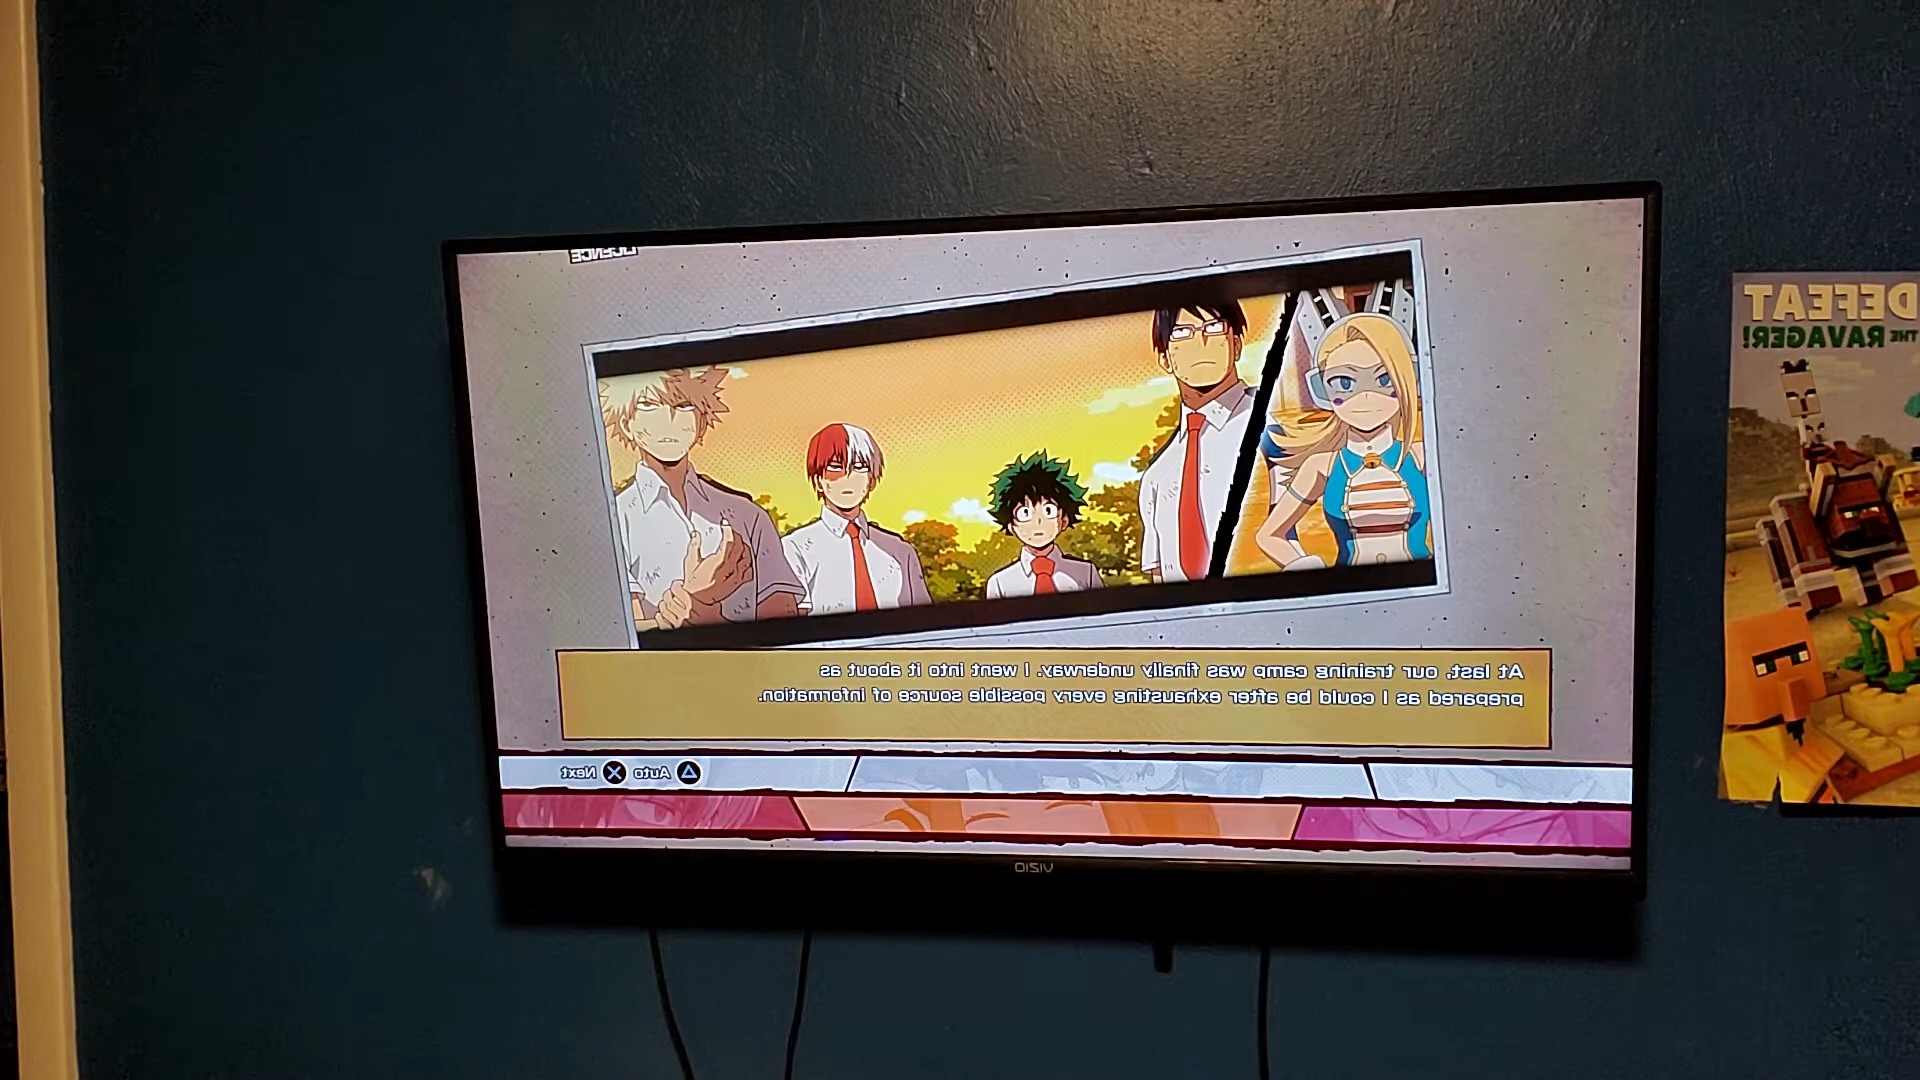 LICENCE
DEFEAT
THE RAVAGER!
At last, our training camp was finally underway. I went into it about as
prepared as I could be after exhausting every possible source of information.
Auto Next
VIZIO